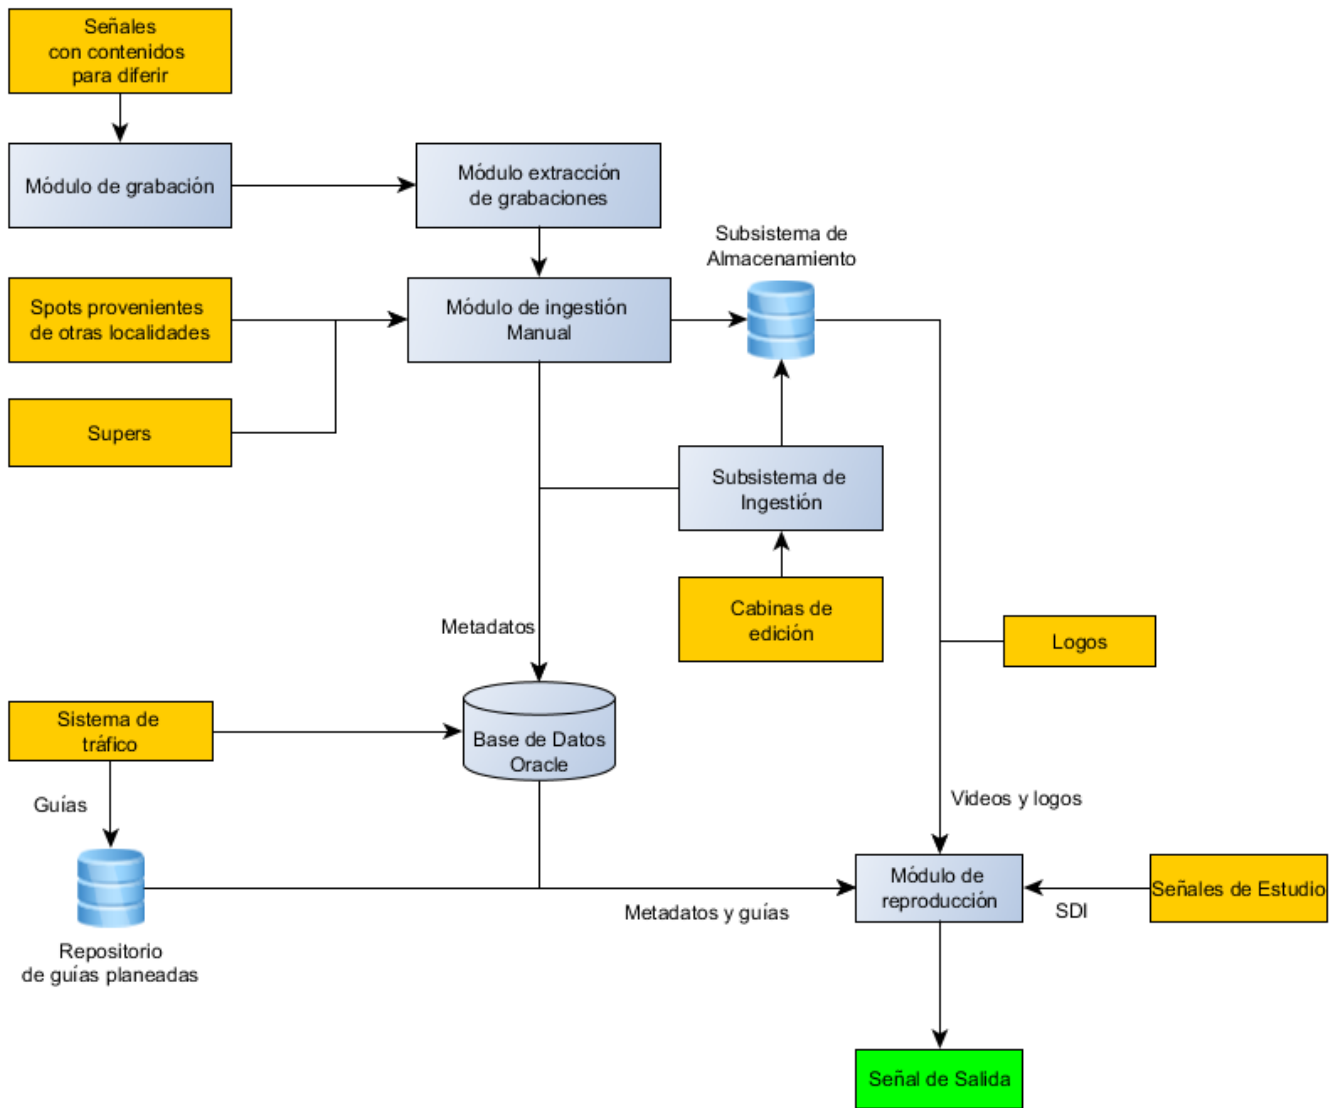 Señales
con contenidos
para diferir
Módulo de grabación
Módulo extracción
de grabaciones
Subsistema de
Almacenamiento
Spots provenientes
de otras localidades
Módulo de ingestión
Manual
Supers
Subsistema de
Ingestión
Cabinas de
edición
Metadatos
Logos
Sistema de
tráfico
Base de Datos
Oracle
Guías
Videos y logos
Módulo de
reproducción
Señales de Estudio
SDI
Metadatos y guías
Repositorio
de guías planeadas
Señal de Salida